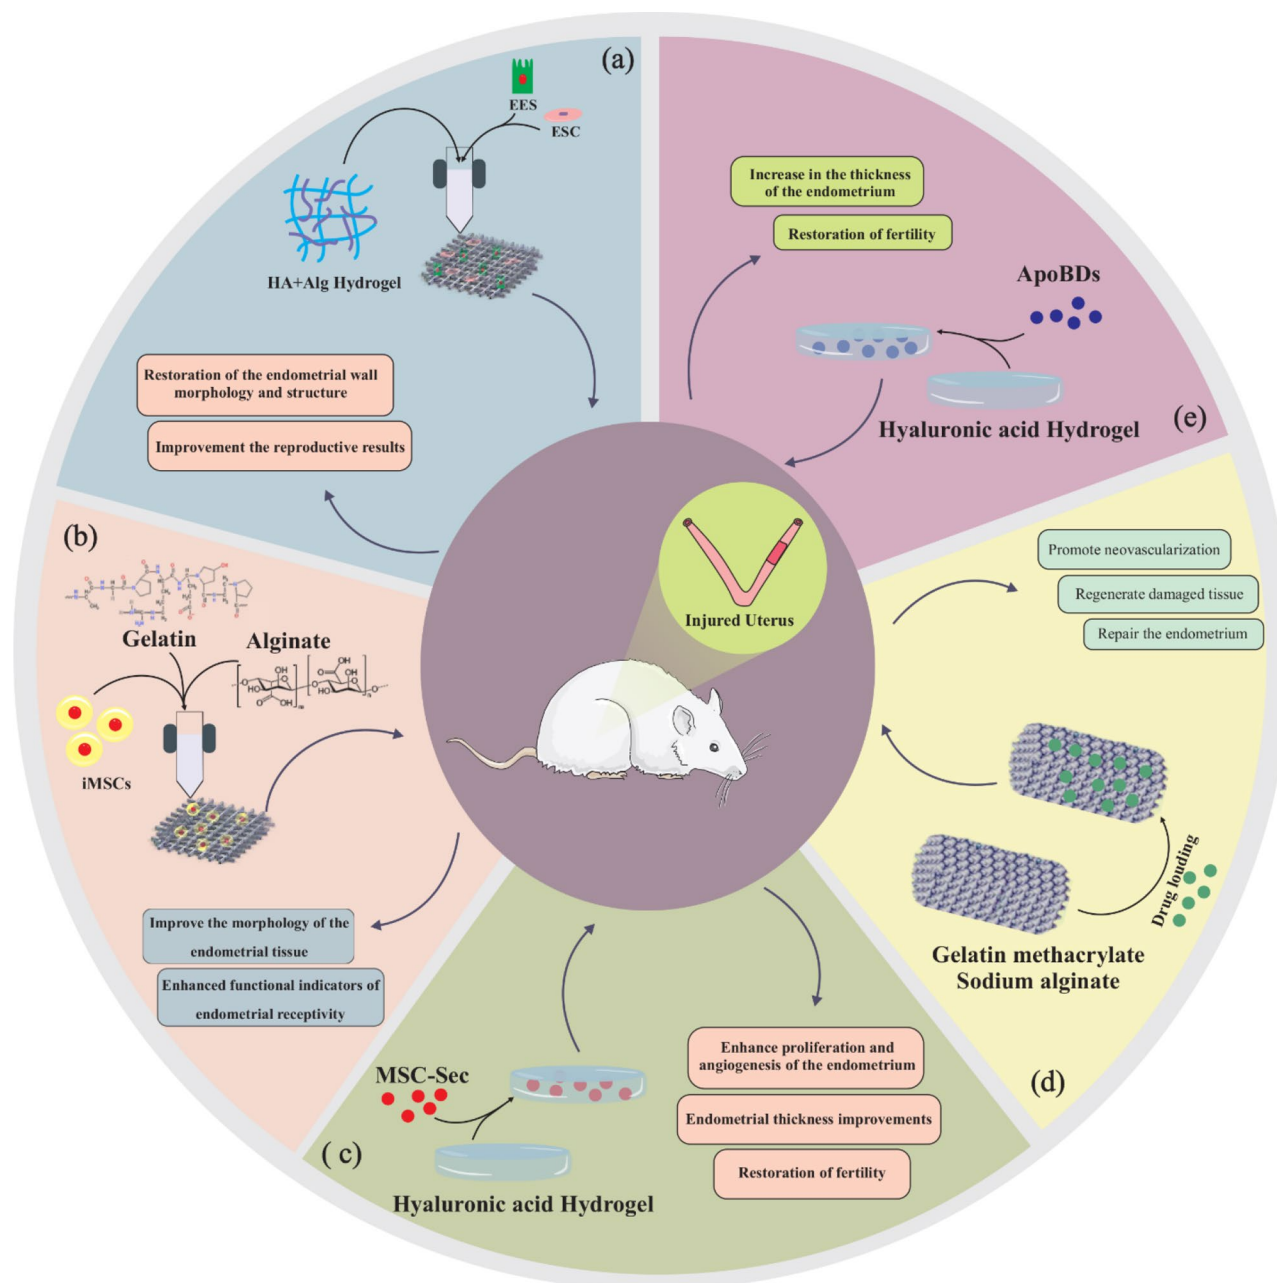 (a)
EES
ESC
HA+Alg Hydrogel
Restoration of the endometrial wall
morphology and structure
Improvement the reproductive results
(b)
Gelatin
Alginate
iMSCs
Improve the morphology of the
endometrial tissue
Enhanced functional indicators of
endometrial receptivity
( c)
MSC-Sec
Hyaluronic acid Hydrogel
Enhance proliferation and
angiogenesis of the endometrium
Endometrial thickness improvements
Restoration of fertility
(d)
Promote neovascularization
Regenerate damaged tissue
Repair the endometrium
Drug louding
Gelatin methacrylate
Sodium alginate
(e)
Increase in the thickness
of the endometrium
Restoration of fertility
ApoBDs
Hyaluronic acid Hydrogel
Injured Uterus